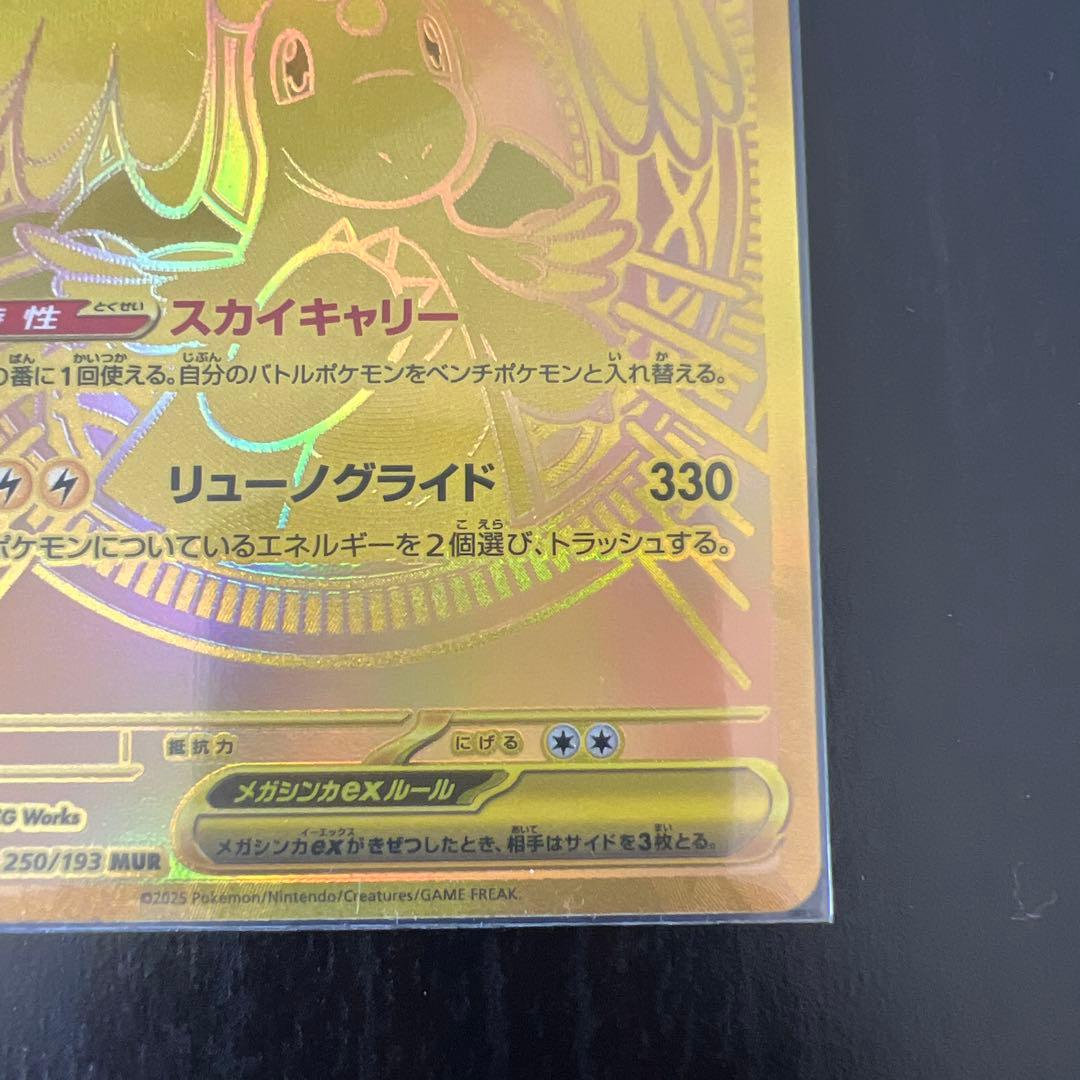 特性 とくせい スカイキャリー
の番に1回使える。自分のバトルポケモンをベンチポケモンと入れ替える。
リューノグライド 330
ポケモンについているエネルギーを2個選び、トラッシュする。
抵抗力 にげる
メガシンカexルール
メガシンカexがきぜつしたとき、相手はサイドを3枚とる。
G Works
250/193 MUR
©2025 Pokémon/Nintendo/Creatures/GAME FREAK.